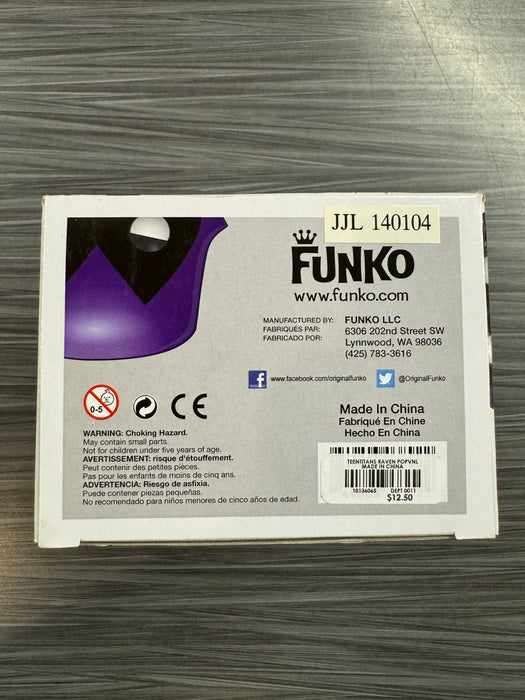 JJL 140104
FUNKO
www.funko.com
MANUFACTURED BY: FUNKO LLC
FABRIQUÉS PAR: 6306 202nd Street SW
FABRICADO POR: Lynnwood, WA 98036
(425) 783-3616
f www.facebook.com/originalfunko @OriginalFunko
0-5 CE
Made In China
Fabriqué En Chine
Hecho En China
WARNING: Choking Hazard.
May contain small parts.
Not for children under five years of age.
AVERTISSEMENT: risque d'étouffement.
Peut contenir des petites pièces.
Pas pour les enfants de moins de cinq ans.
ADVERTENCIA: Riesgo de asfixia.
Puede contener piezas pequeñas.
No recomendado para niños menores de cinco años de edad.
TEENTITANS RAVEN POPVNL
MADE IN CHINA
10136065 DEPT 0011
$12.50